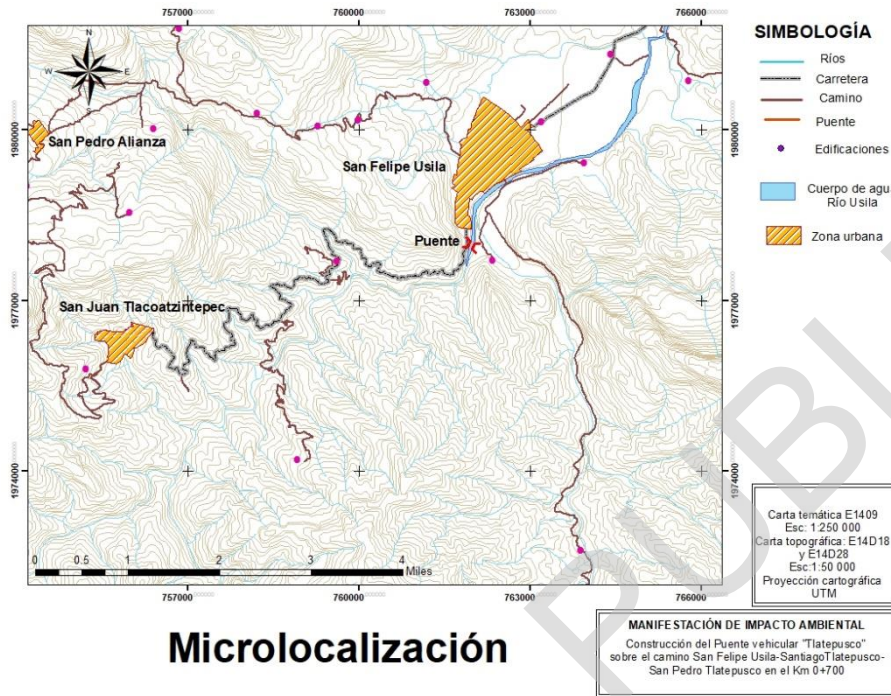 757000
760000
763000
766000
SIMBOLOGÍA
Ríos
Carretera
Camino
Puente
Edificaciones
Cuerpo de agua
Río Usila
Zona urbana
N
W
E
S
1980000
1980000
San Pedro Alianza
San Felipe Usila
Puente
1977000
1977000
San Juan Tlacoatzintepec
1974000
1974000
0 0.5 1 2 3 4
Miles
757000
760000
763000
766000
Carta temática E1409
Esc: 1:250 000
Carta topográfica: E14D18
y E14D28
Esc:1:50 000
Proyección cartográfica
UTM
Microlocalización
MANIFESTACIÓN DE IMPACTO AMBIENTAL
Construcción del Puente vehicular "Tlatepusco"
sobre el camino San Felipe Usila-SantiagoTlatepusco-
San Pedro Tlatepusco en el Km 0+700
PUBL